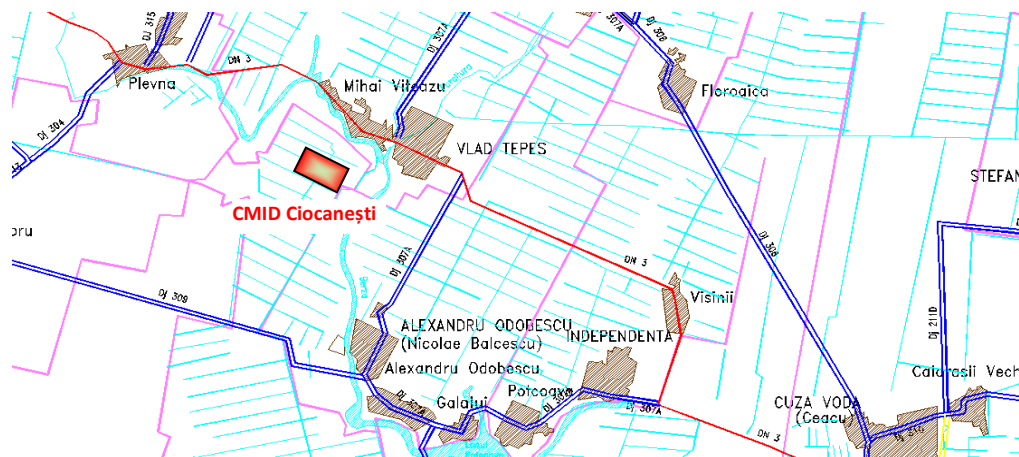 DJ 315
DJ 307A
307A
DJ 306
DN 3
Plevna
Mihai Viteazu
Floroaica
DJ 304
VLAD TEPES
STEFAN
CMID Ciocanești
aru
DJ 307A
DN 3
DJ 306
DJ 309
Visinii
DJ 211D
ALEXANDRU ODOBESCU
(Nicolae Balcescu)
INDEPENDENTA
Alexandru Odobescu
Potcoava
Calarasii Vech
DJ 307A
Galatui
DJ 307A
CUZA VODA
(Ceacu)
DN 3